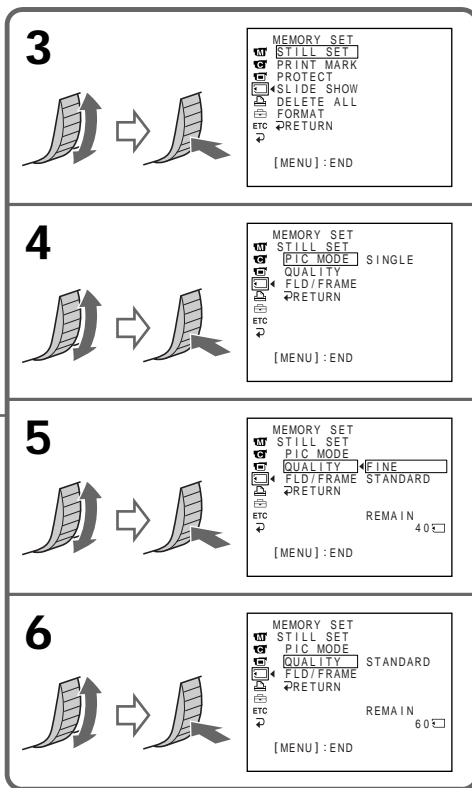 3
MEMORY SET
STILL SET
PRINT MARK
PROTECT
SLIDE SHOW
DELETE ALL
FORMAT
ETC RETURN
[MENU] : END
4
MEMORY SET
STILL SET
PIC MODE SINGLE
QUALITY
FLD/FRAME
RETURN
ETC
[MENU] : END
5
MEMORY SET
STILL SET
PIC MODE
QUALITY FINE
FLD/FRAME STANDARD
RETURN
ETC REMAIN
40
[MENU] : END
6
MEMORY SET
STILL SET
PIC MODE
QUALITY STANDARD
FLD/FRAME
RETURN
ETC REMAIN
60
[MENU] : END